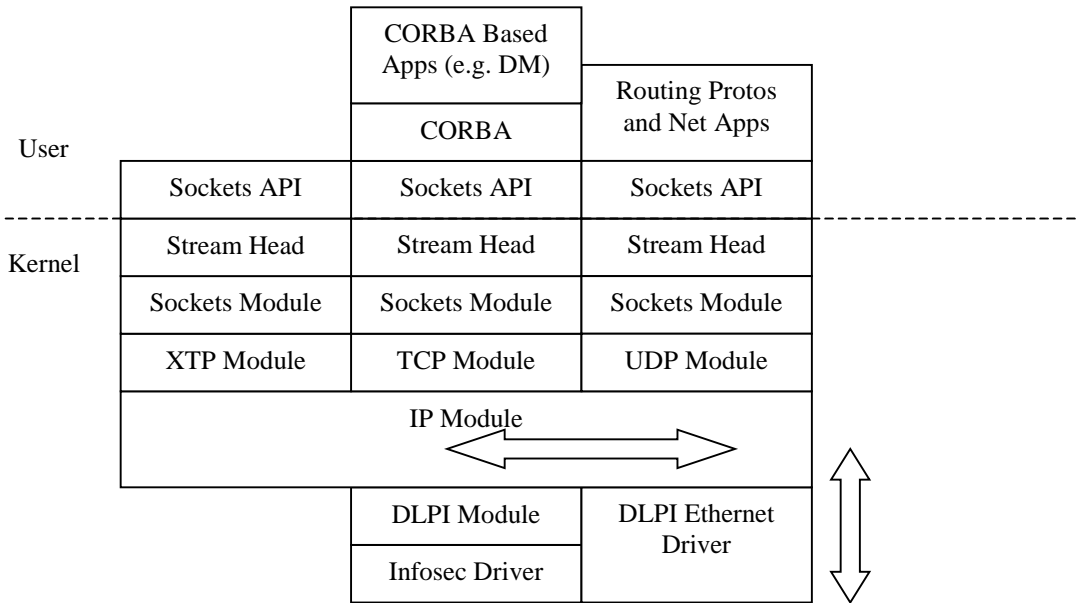 CORBA Based
Apps (e.g. DM)
Routing Protos
and Net Apps
CORBA
User
Sockets API
Sockets API
Sockets API
Kernel
Stream Head
Stream Head
Stream Head
Sockets Module
Sockets Module
Sockets Module
XTP Module
TCP Module
UDP Module
IP Module
DLPI Module
DLPI Ethernet
Driver
Infosec Driver